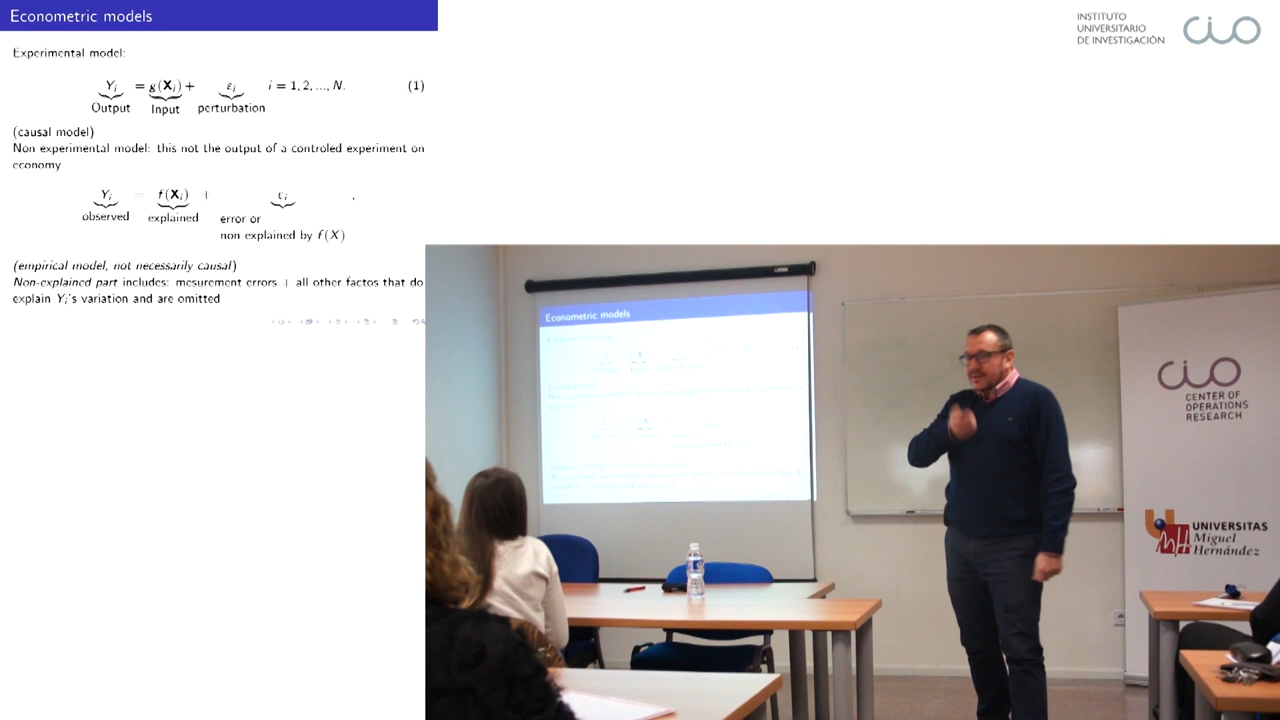 Econometric models
INSTITUTO
UNIVERSITARIO
DE INVESTIGACIÓN
cio
Experimental model:
Y_i = g(X_i) + ε_i i = 1, 2, ..., N. (1)
Output Input perturbation
(causal model)
Non experimental model: this not the output of a controled experiment on
economy
Y_i = f(X_i) + ε_i .
observed explained error or
non explained by f(X)
(empirical model, not necessarily causal)
Non-explained part includes: mesurement errors + all other factos that do
explain Y_i's variation and are omitted
Econometric models
cio
CENTER OF
OPERATIONS
RESEARCH
UNIVERSITAS
Miguel
Hernández